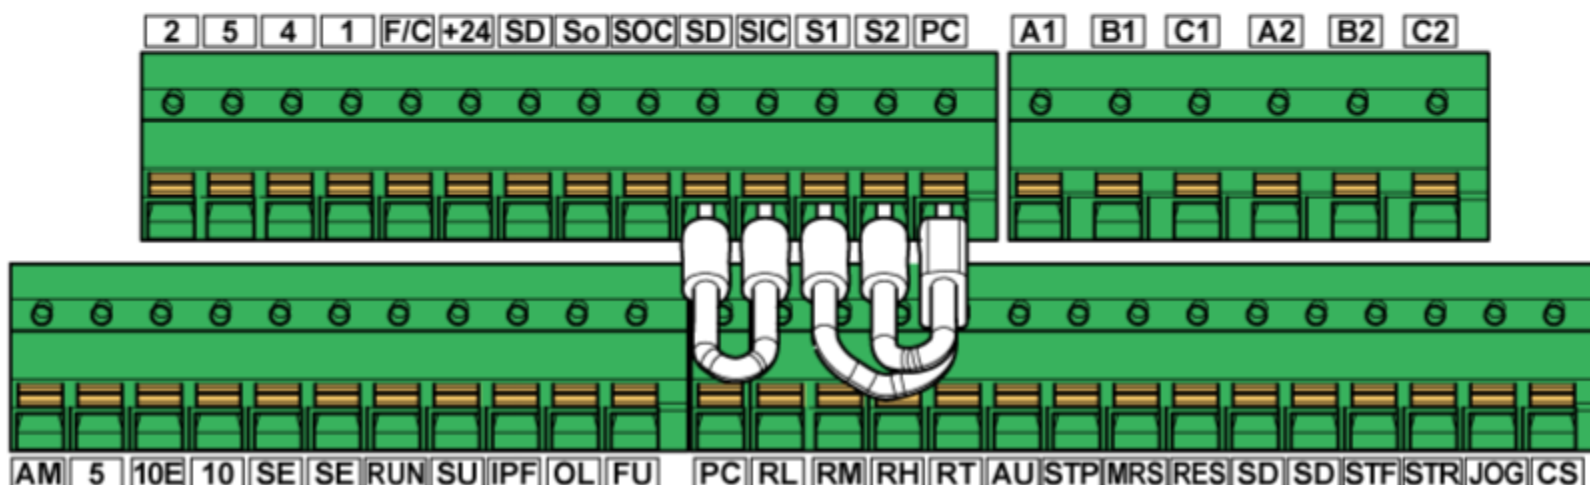 2 5 4 1 F/C +24 SD So SOC SD SIC S1 S2 PC A1 B1 C1 A2 B2 C2
AM 5 10E 10 SE SE RUN SU IPF OL FU PC RL RM RH RT AU STP MRS RES SD SD STF STR JOG CS